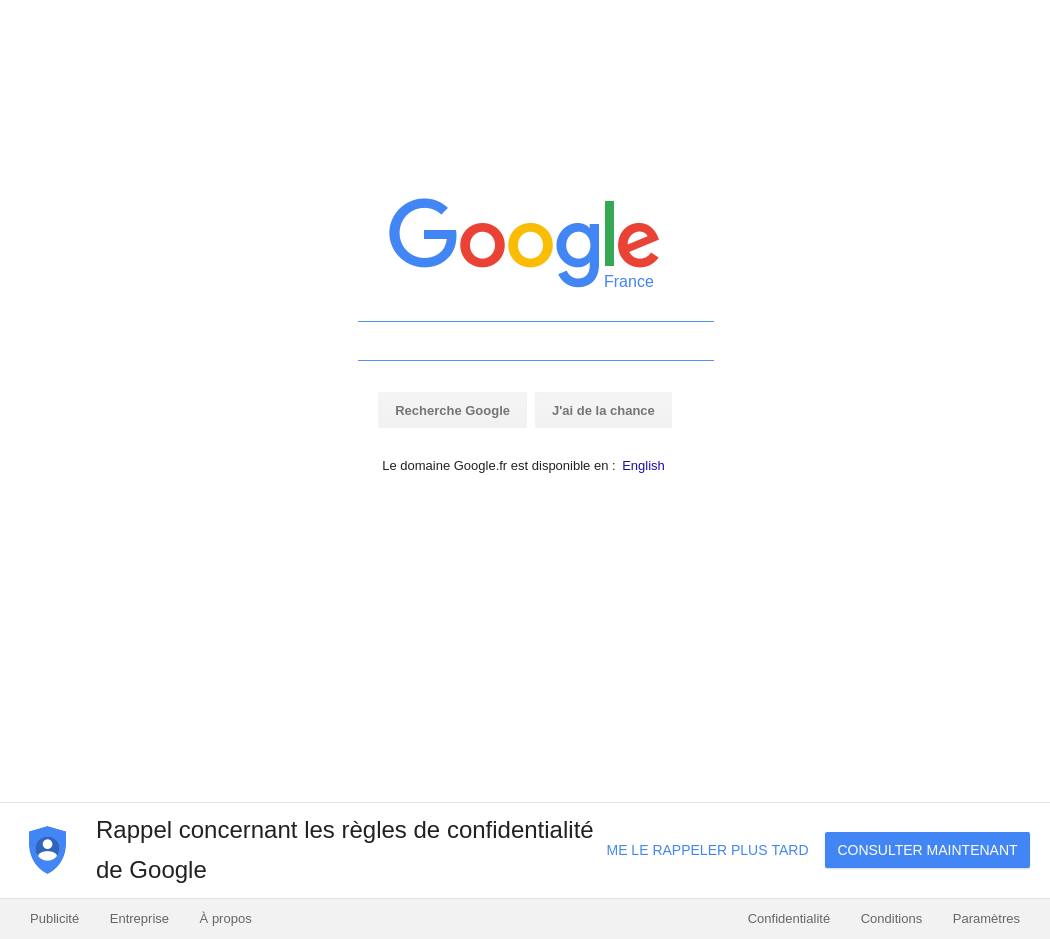 Google
France
Recherche Google
J'ai de la chance
Le domaine Google.fr est disponible en : English
Rappel concernant les règles de confidentialité
de Google
ME LE RAPPELER PLUS TARD
CONSULTER MAINTENANT
Publicité
Entreprise
À propos
Confidentialité
Conditions
Paramètres